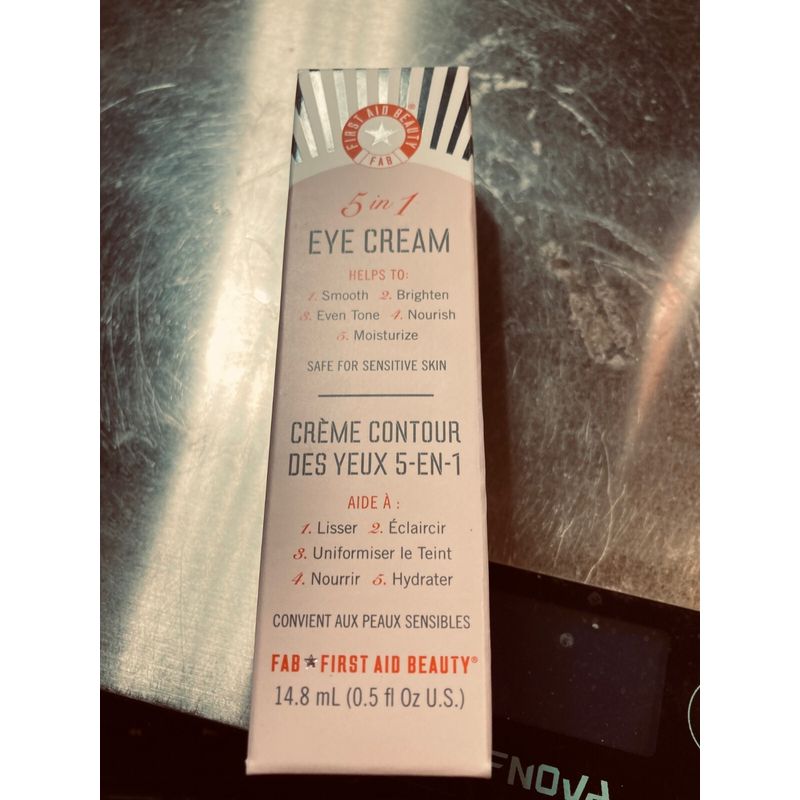 FIRST AID BEAUTY®
FAB
5 in 1
EYE CREAM
HELPS TO:
1. Smooth 2. Brighten
3. Even Tone 4. Nourish
5. Moisturize
SAFE FOR SENSITIVE SKIN
CRÈME CONTOUR
DES YEUX 5-EN-1
AIDE À :
1. Lisser 2. Éclaircir
3. Uniformiser le Teint
4. Nourrir 5. Hydrater
CONVIENT AUX PEAUX SENSIBLES
FAB★FIRST AID BEAUTY®
14.8 mL (0.5 fl Oz U.S.)